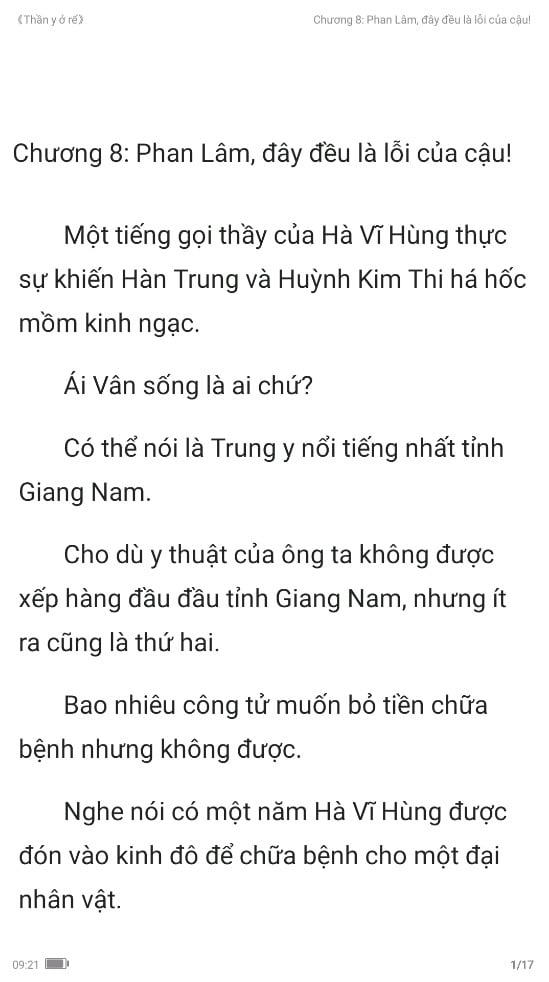 《Thần y ở rể》
Chương 8: Phan Lâm, đây đều là lỗi của cậu!
Chương 8: Phan Lâm, đây đều là lỗi của cậu!
Một tiếng gọi thầy của Hà Vĩ Hùng thực
sự khiến Hàn Trung và Huỳnh Kim Thi há hốc
mồm kinh ngạc.
Ái Vân sống là ai chứ?
Có thể nói là Trung y nổi tiếng nhất tỉnh
Giang Nam.
Cho dù y thuật của ông ta không được
xếp hàng đầu đầu tỉnh Giang Nam, nhưng ít
ra cũng là thứ hai.
Bao nhiêu công tử muốn bỏ tiền chữa
bệnh nhưng không được.
Nghe nói có một năm Hà Vĩ Hùng được
đón vào kinh đô để chữa bệnh cho một đại
nhân vật.
09:21
1/17